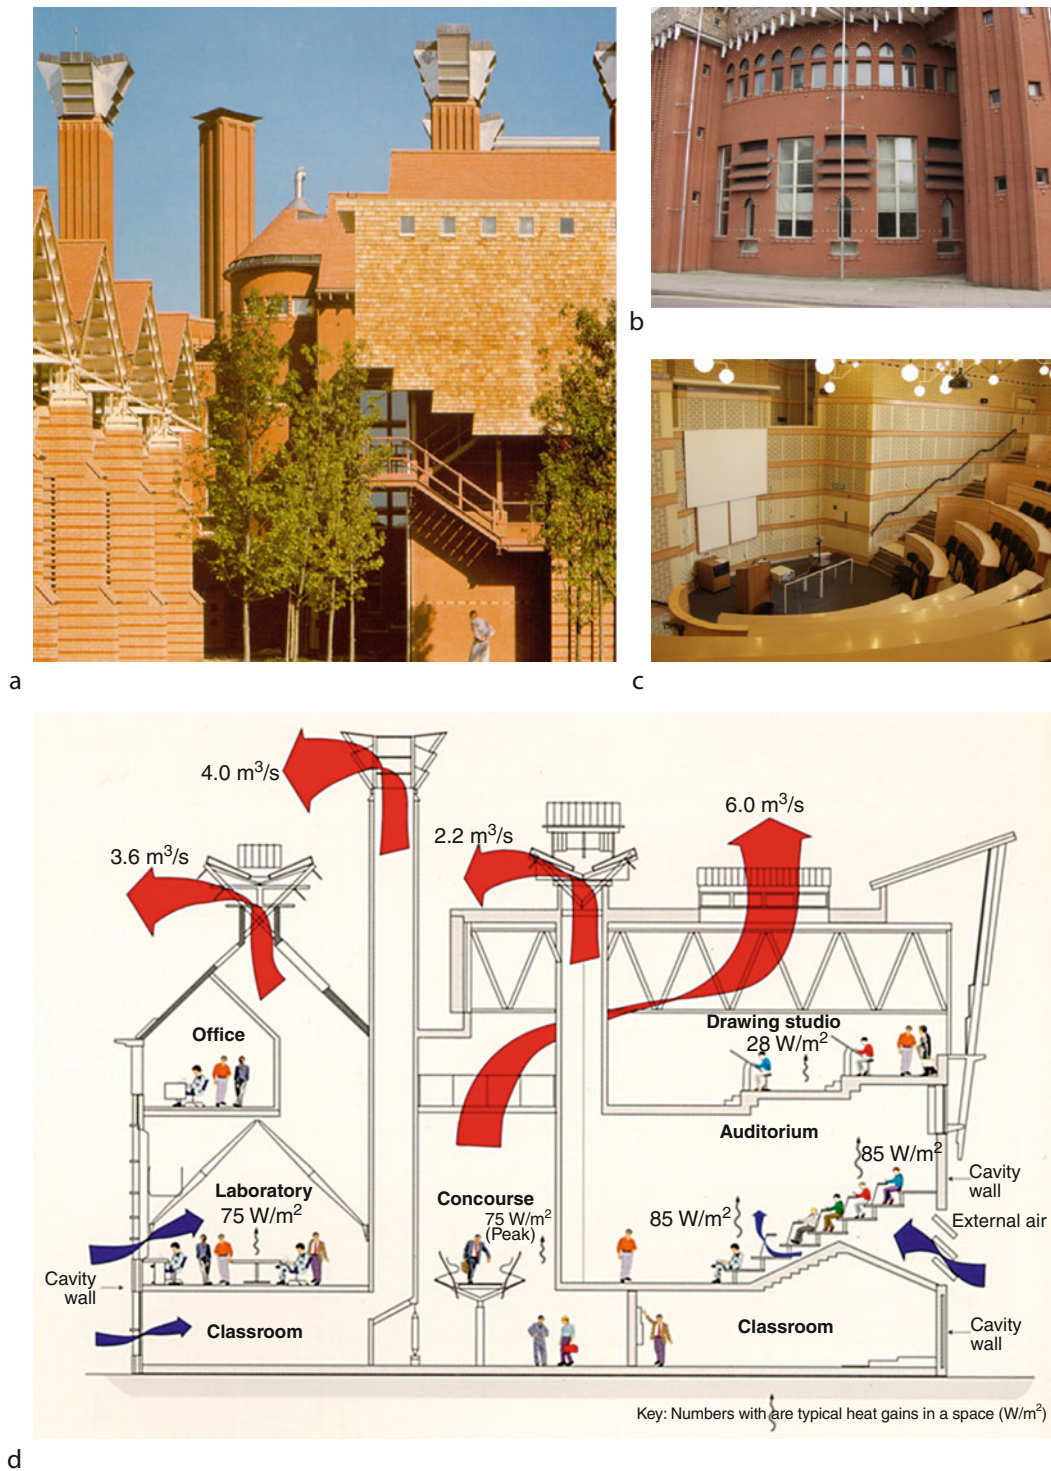 b
a
c
4.0 m³/s
6.0 m³/s
2.2 m³/s
3.6 m³/s
Office
Drawing studio
28 W/m²
Auditorium
85 W/m²
Laboratory
75 W/m²
Concourse
75 W/m²
(Peak)
85 W/m²
Cavity
wall
External air
Cavity
wall
Classroom
Classroom
Cavity
wall
Key: Numbers with are typical heat gains in a space (W/m²)
d